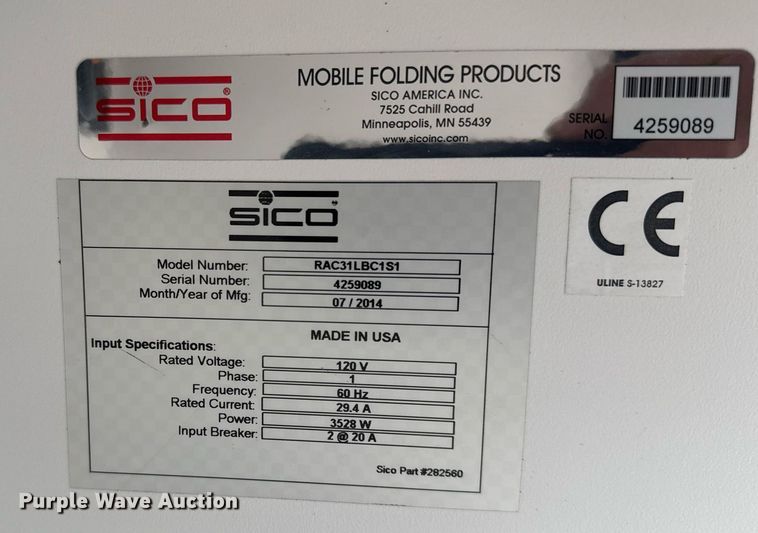 SICO®
MOBILE FOLDING PRODUCTS
SICO AMERICA INC.
7525 Cahill Road
Minneapolis, MN 55439
www.sicoinc.com
SERIAL NO. 4259089
SICO
Model Number: RAC31LBC1S1
Serial Number: 4259089
Month/Year of Mfg: 07 / 2014
MADE IN USA
Input Specifications:
Rated Voltage: 120 V
Phase: 1
Frequency: 60 Hz
Rated Current: 29.4 A
Power: 3528 W
Input Breaker: 2 @ 20 A
Sico Part #282560
CE
ULINE S-13827
Purple Wave Auction